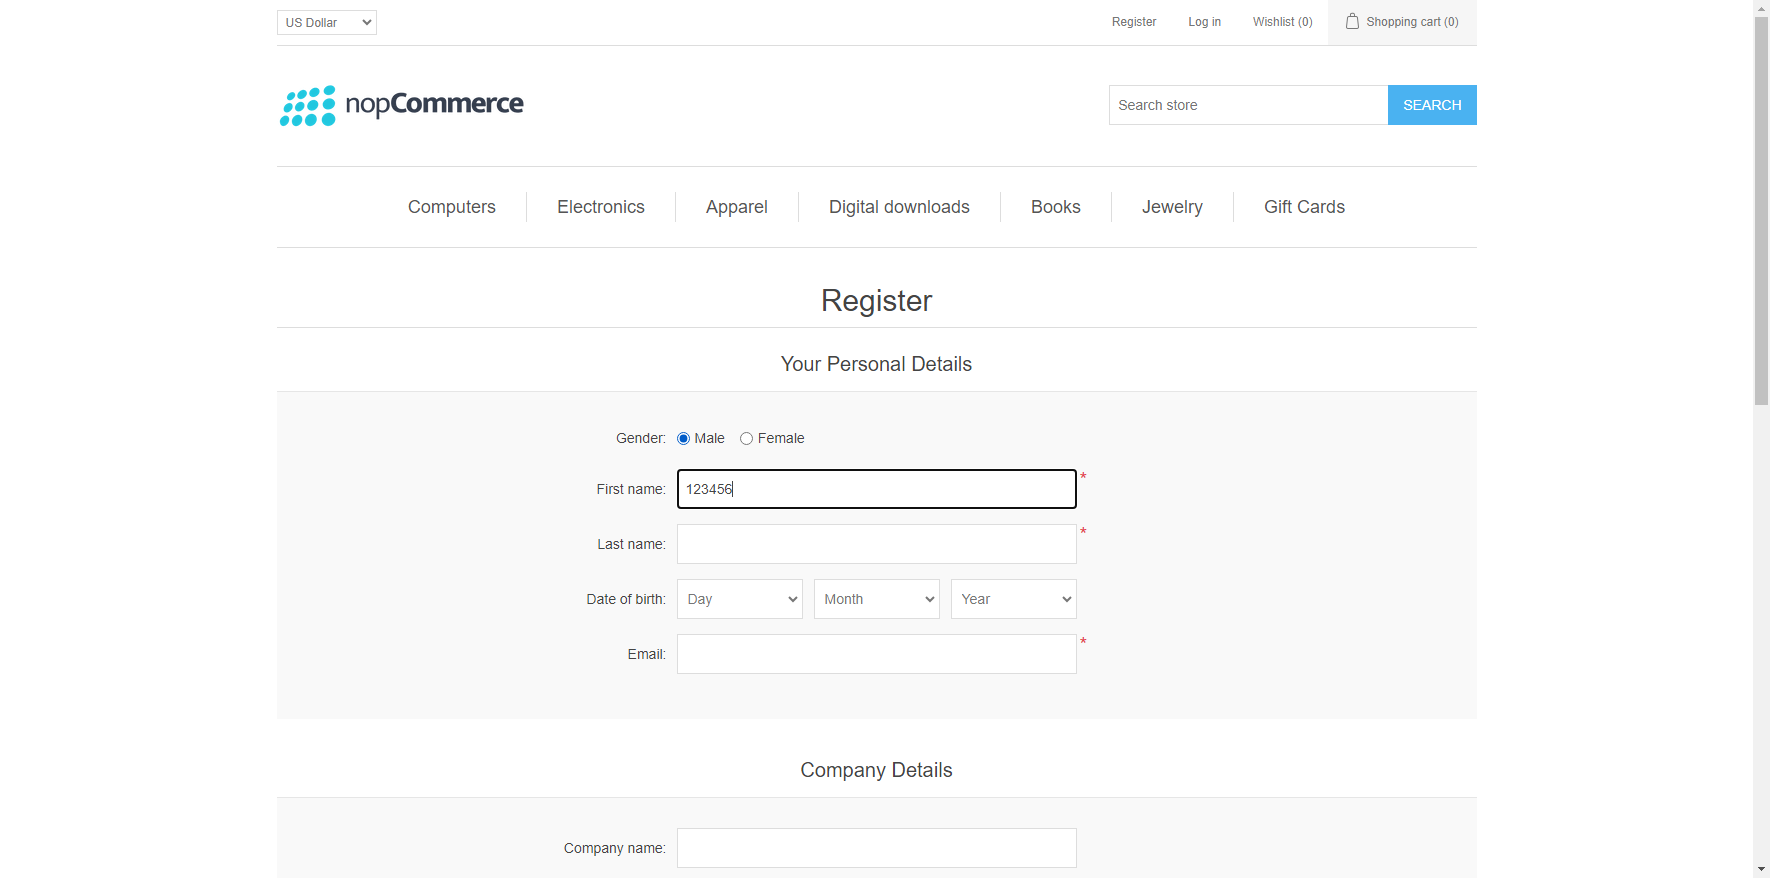 US Dollar
Register Log in Wishlist (0) Shopping cart (0)
nopCommerce
Search store SEARCH
Computers Electronics Apparel Digital downloads Books Jewelry Gift Cards
Register
Your Personal Details
Gender: Male Female
First name: 123456 *
Last name: *
Date of birth: Day Month Year
Email: *
Company Details
Company name: